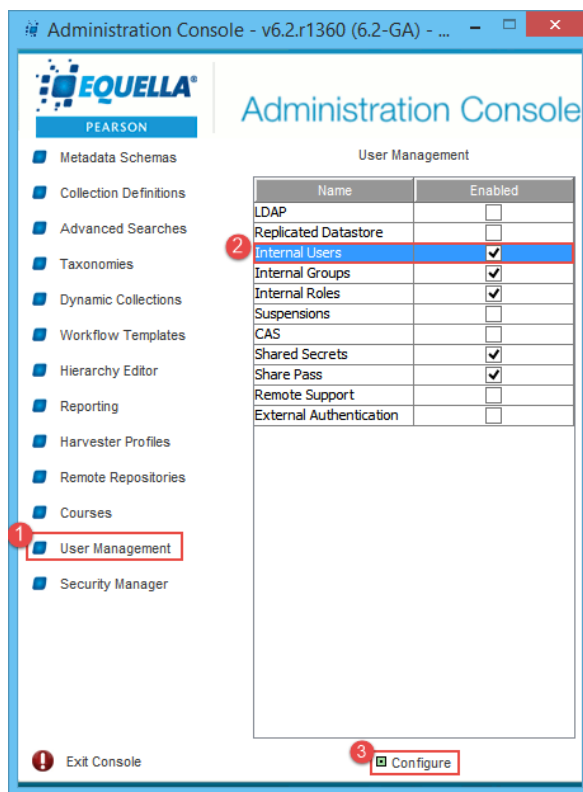 Administration Console - v6.2.r1360 (6.2-GA) - ...
EQUELLA®
PEARSON
Administration Console
Metadata Schemas
Collection Definitions
Advanced Searches
Taxonomies
Dynamic Collections
Workflow Templates
Hierarchy Editor
Reporting
Harvester Profiles
Remote Repositories
Courses
1
User Management
Security Manager
User Management
Name Enabled
LDAP
Replicated Datastore
2
Internal Users
Internal Groups
Internal Roles
Suspensions
CAS
Shared Secrets
Share Pass
Remote Support
External Authentication
Exit Console
3
Configure